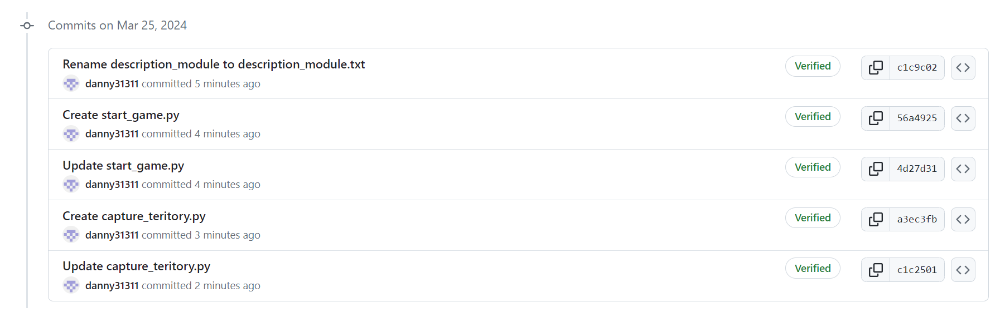 Commits on Mar 25, 2024
Rename description_module to description_module.txt
Verified
c1c9c02
danny31311 committed 5 minutes ago
Create start_game.py
Verified
56a4925
danny31311 committed 4 minutes ago
Update start_game.py
Verified
4d27d31
danny31311 committed 4 minutes ago
Create capture_teritory.py
Verified
a3ec3fb
danny31311 committed 3 minutes ago
Update capture_teritory.py
Verified
c1c2501
danny31311 committed 2 minutes ago